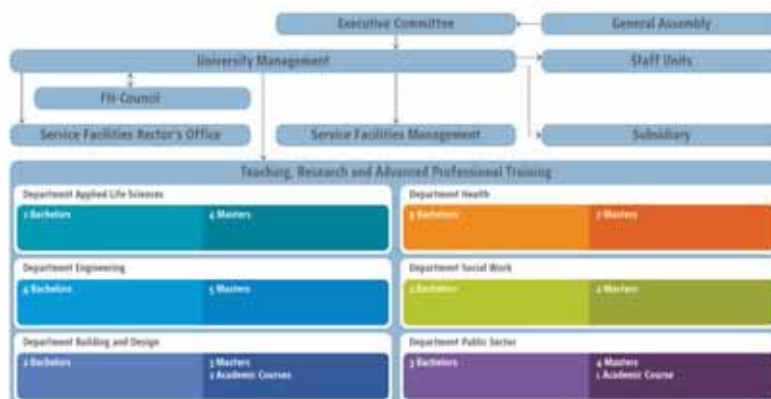 Executive Committee
General Assembly
University Management
Staff Units
FH-Council
Service Facilities Rector's Office
Service Facilities Management
Subsidiary
Teaching, Research and Advanced Professional Training
Department Applied Life Sciences
Bachelors
4 Masters
Department Health
Bachelors
7 Masters
Department Engineering
4 Bachelors
5 Masters
Department Social Work
Bachelors
Masters
Department Building and Design
Bachelors
3 Masters
Academic Courses
Department Public Sector
3 Bachelors
4 Masters
1 Academic Course